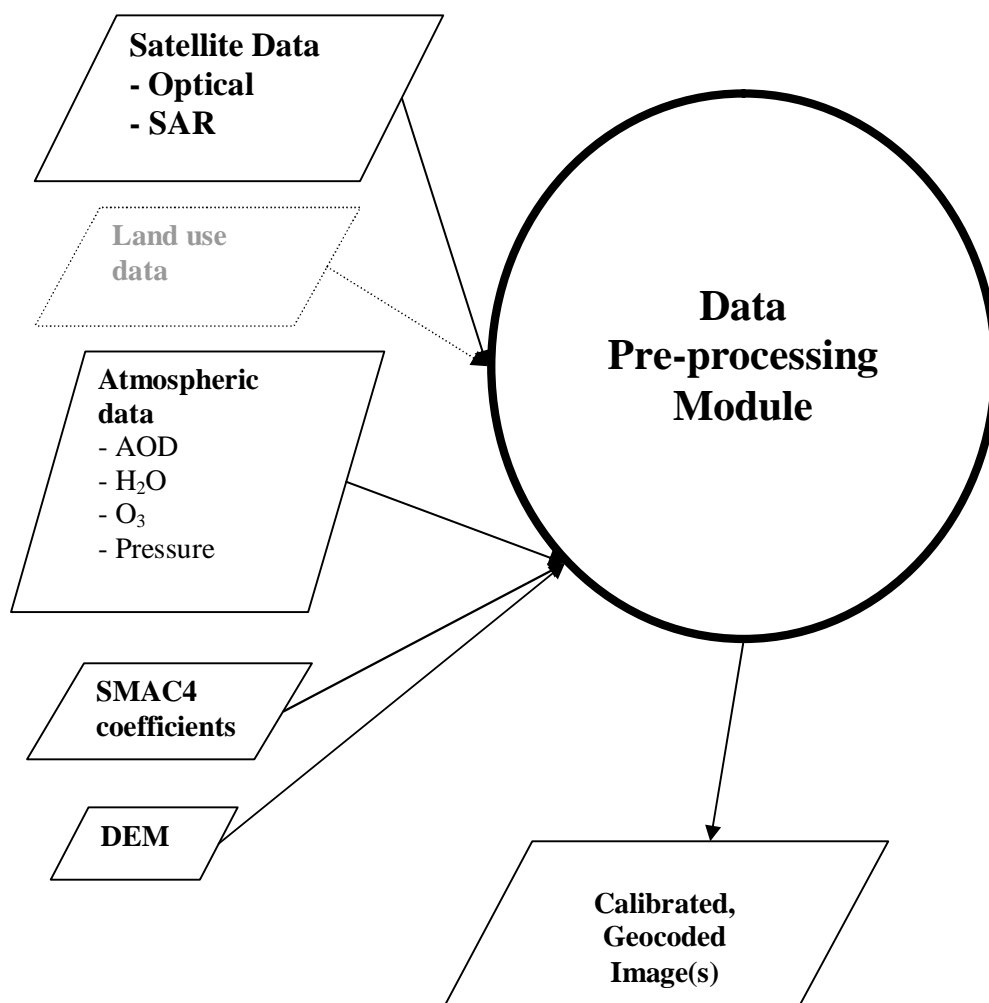 Satellite Data
- Optical
- SAR
Land use
data
Atmospheric
data
- AOD
- H₂O
- O₃
- Pressure
SMAC4
coefficients
DEM
Data
Pre-processing
Module
Calibrated,
Geocoded
Image(s)